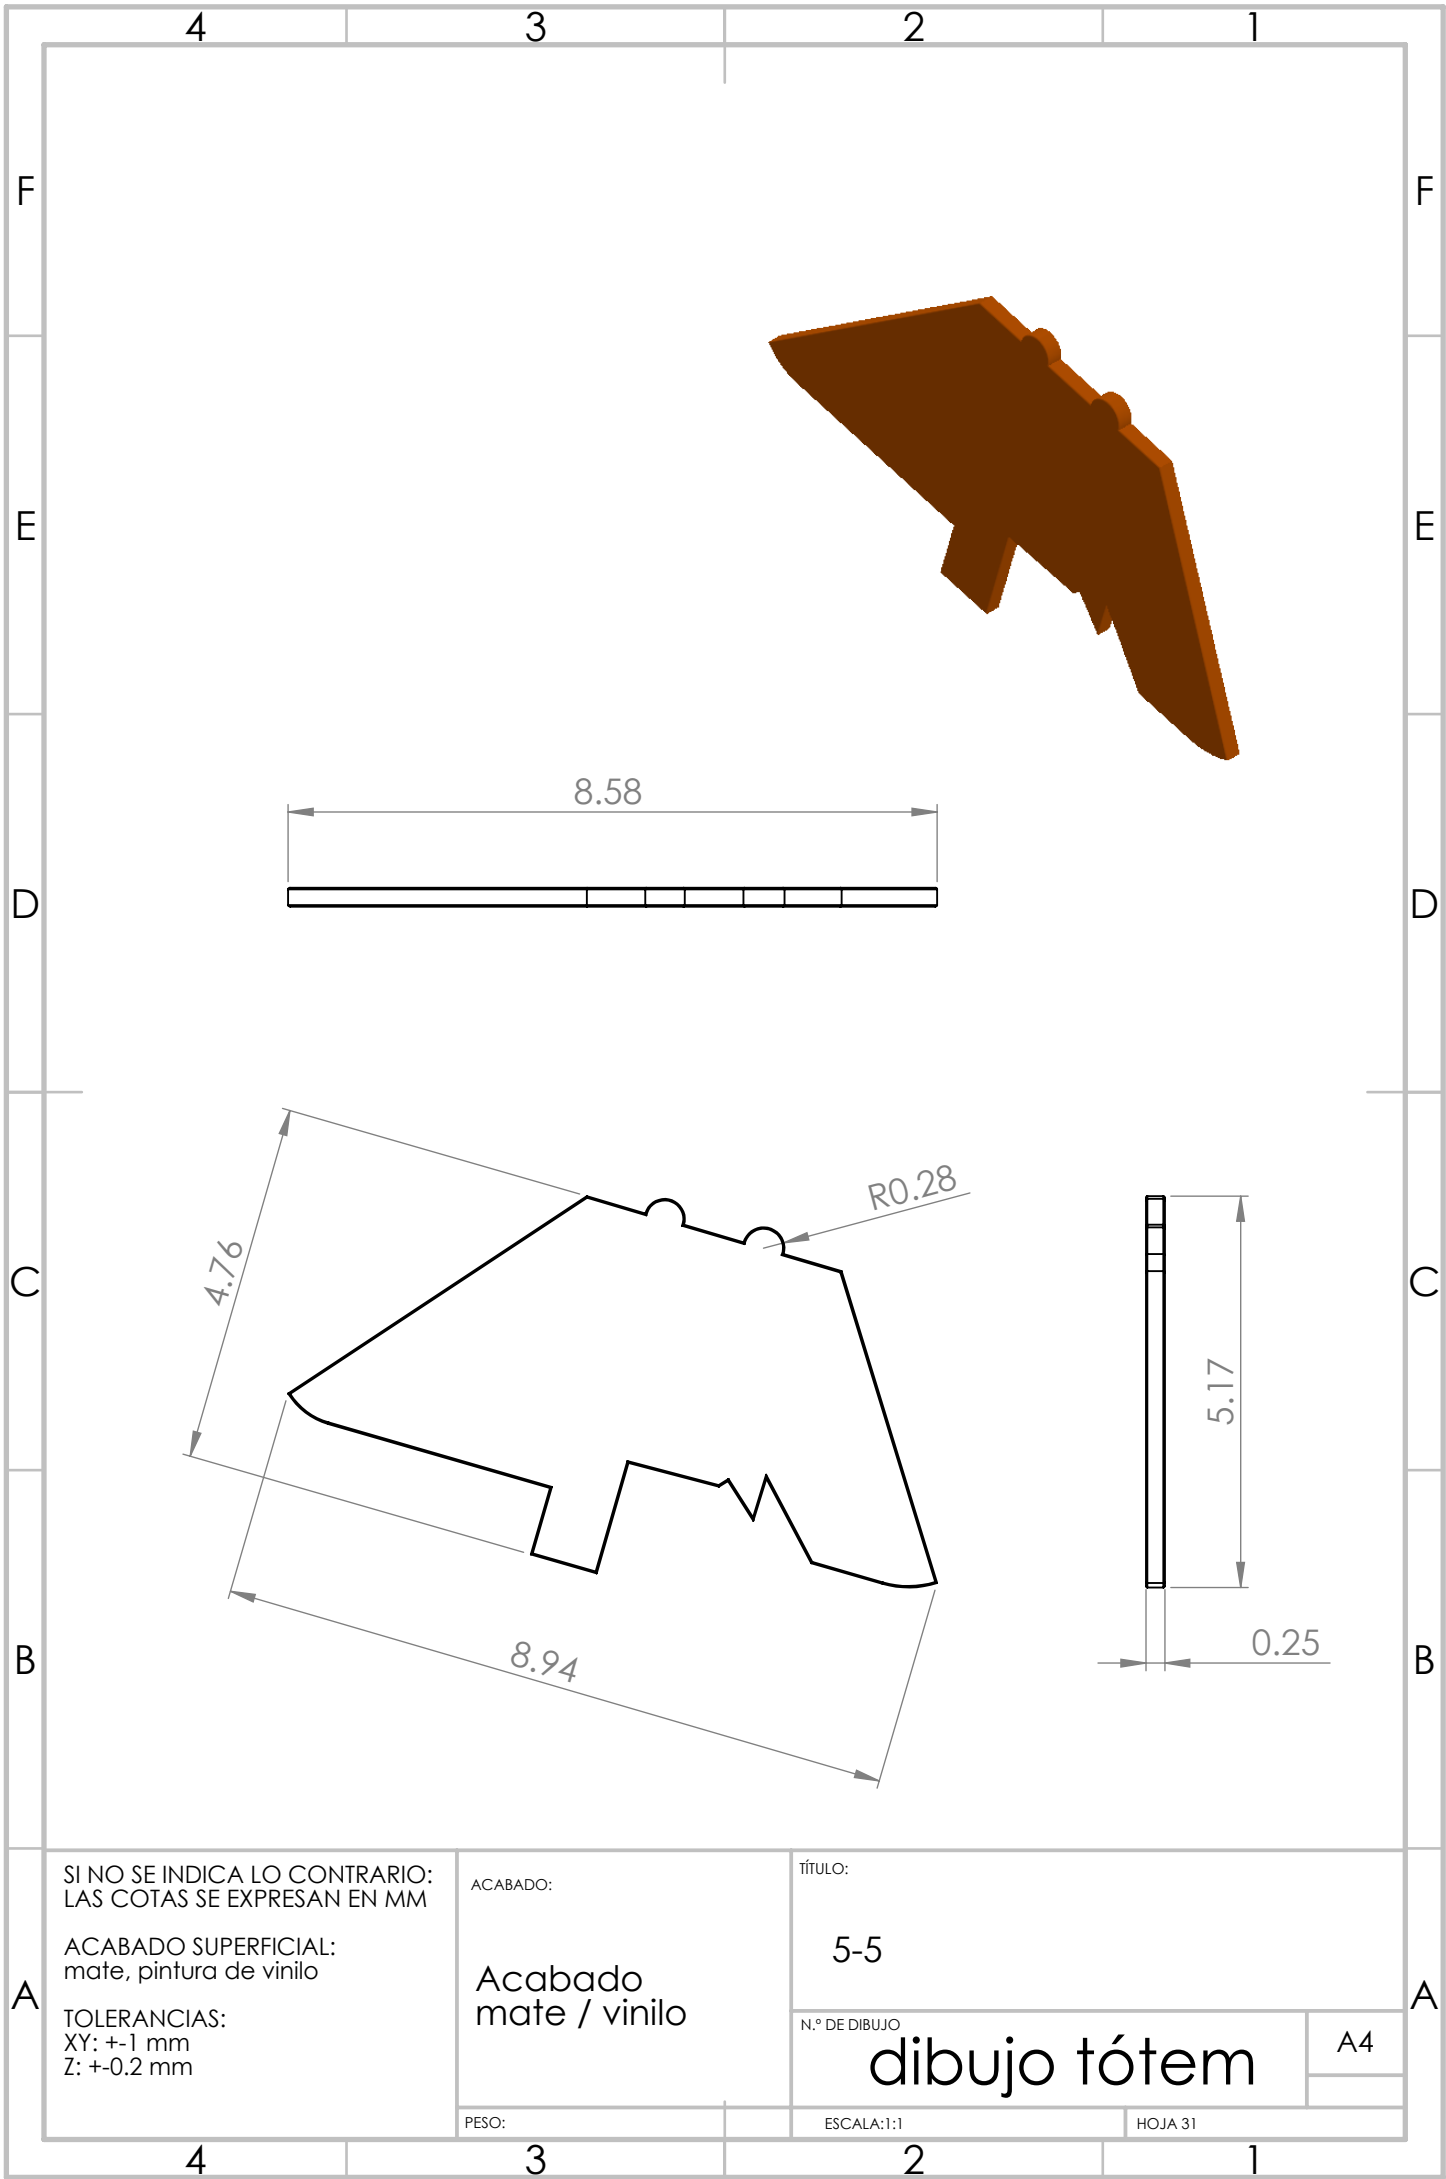 4 3 2 1
F F
E E
8.58
D D
R0.28
4.76
C C
5.17
0.25
B B
8.94
SI NO SE INDICA LO CONTRARIO:
LAS COTAS SE EXPRESAN EN MM
ACABADO SUPERFICIAL:
mate, pintura de vinilo
TOLERANCIAS:
XY: +-1 mm
Z: +-0.2 mm
ACABADO:
Acabado
mate / vinilo
PESO:
TÍTULO:
5-5
N.º DE DIBUJO
dibujo tótem
A4
ESCALA:1:1
HOJA 31
A A
4 3 2 1